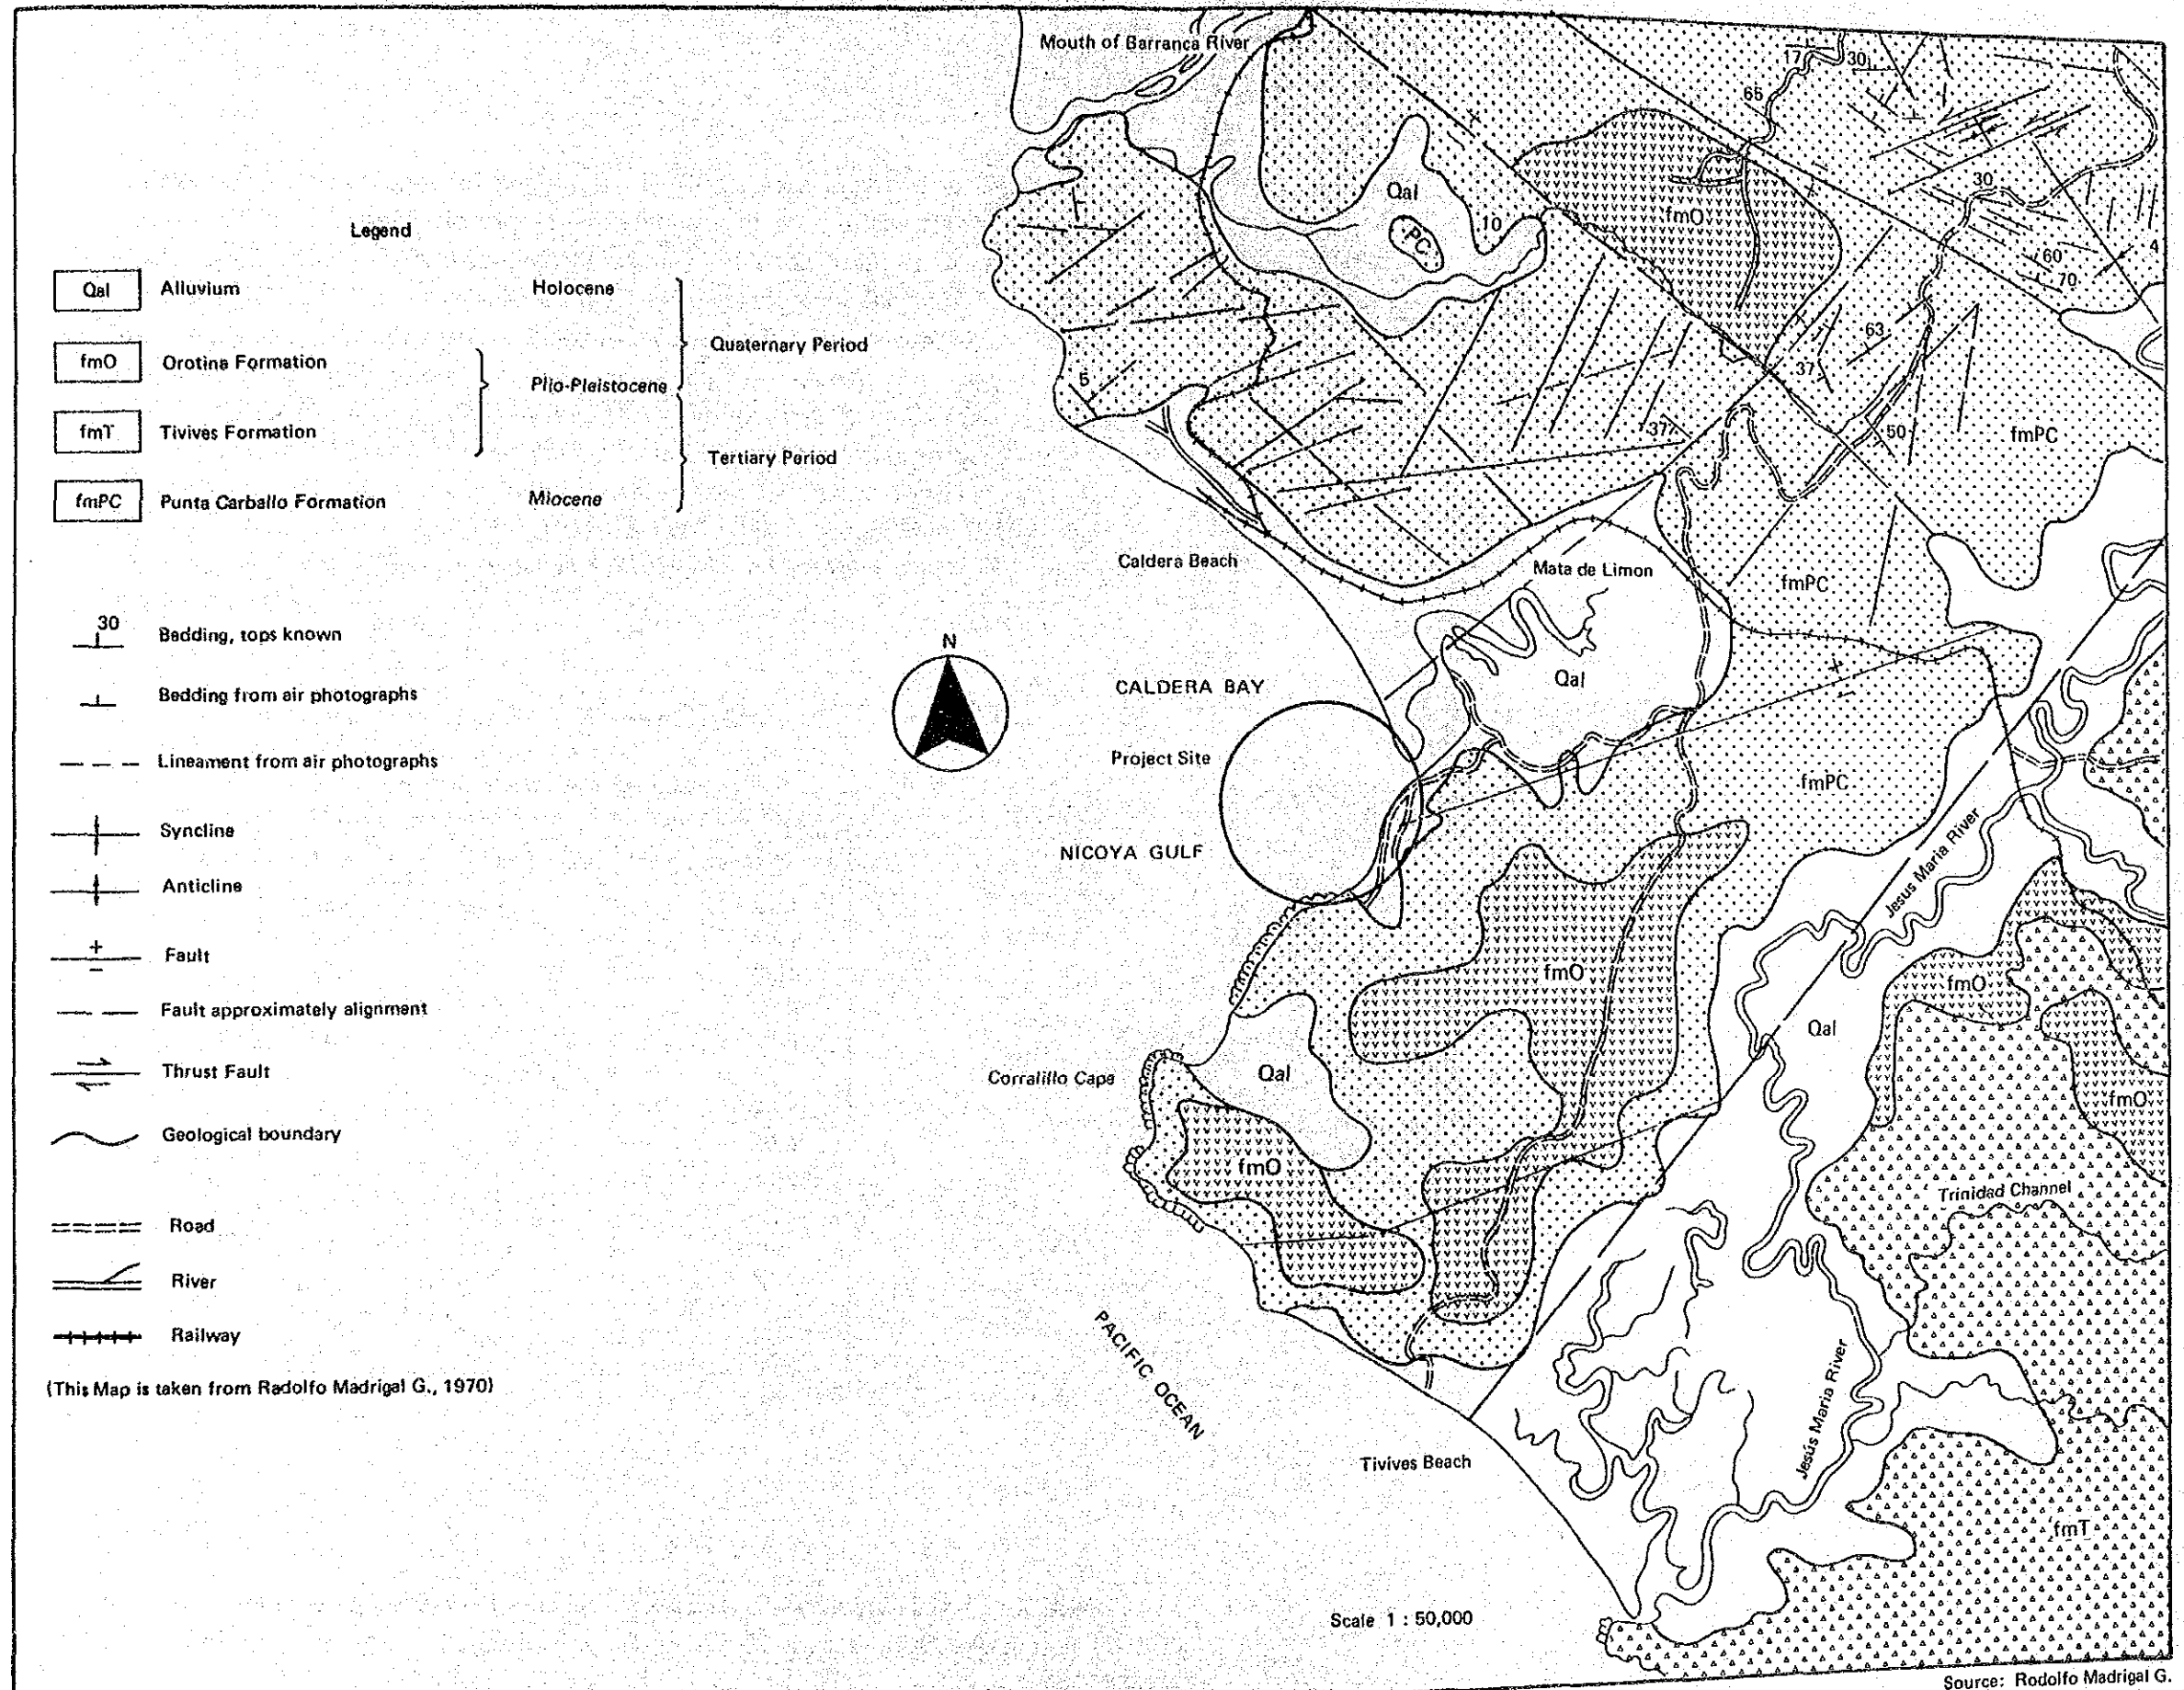 Legend
Qal Alluvium Holocene
Quaternary Period
fmO Orotina Formation
Plio-Pleistocene
fmT Tivives Formation
Tertiary Period
fmPC Punta Carballo Formation Miocene
30 Bedding, tops known
Bedding from air photographs
Lineament from air photographs
Syncline
Anticline
+
− Fault
Fault approximately alignment
Thrust Fault
Geological boundary
Road
River
Railway
(This Map is taken from Radolfo Madrigal G., 1970)
N
Mouth of Barranca River
17
30
65
Qal
PC
10
fmO
30
60
70
4
63
37
5
37
50
fmPC
Caldera Beach
Mata de Limon
fmPC
CALDERA BAY
Qal
Project Site
fmPC
NICOYA GULF
Jesus Maria River
fmO
fmO
Qal
Corralillo Cape
Qal
fmO
fmO
Trinidad Channel
PACIFIC OCEAN
Jesús Maria River
Tivives Beach
fmT
Scale 1 : 50,000
Source: Rodolfo Madrigal G.